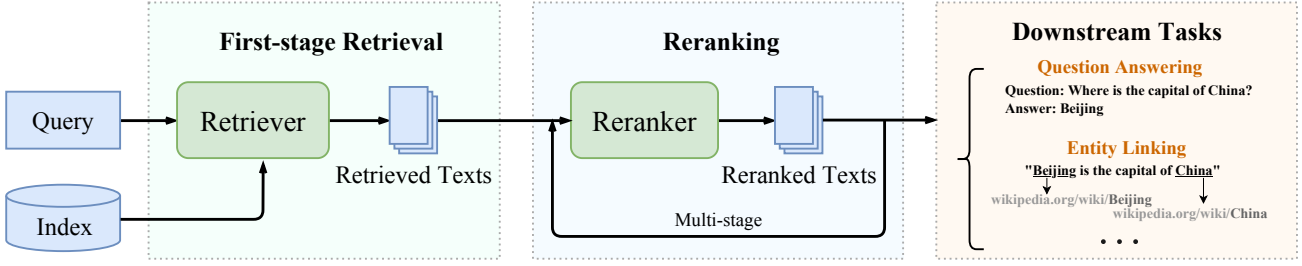 Query
Index
First-stage Retrieval
Retriever
Retrieved Texts
Reranking
Reranker
Reranked Texts
Multi-stage
Downstream Tasks
Question Answering
Question: Where is the capital of China?
Answer: Beijing
Entity Linking
"Beijing is the capital of China"
wikipedia.org/wiki/Beijing
wikipedia.org/wiki/China
• • •